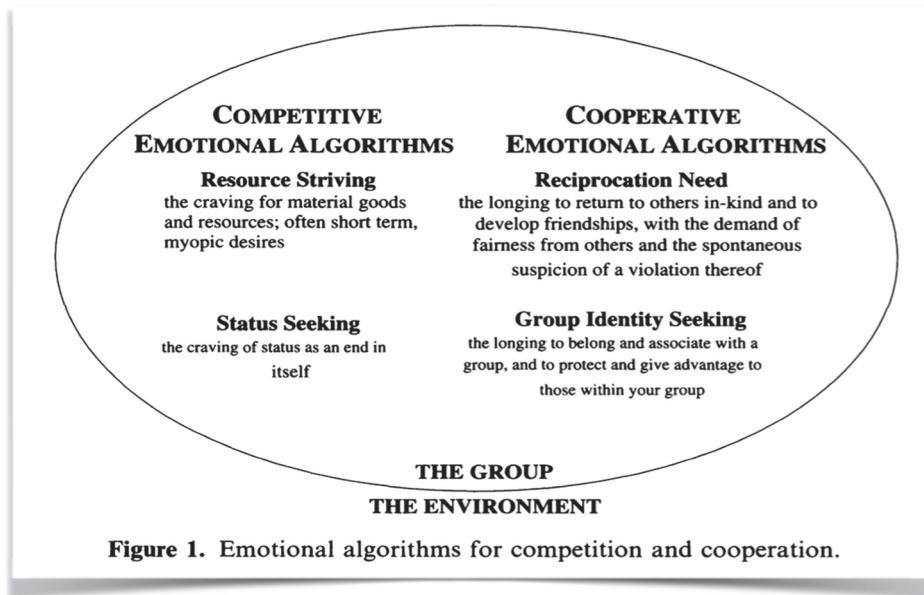 COMPETITIVE
EMOTIONAL ALGORITHMS
Resource Striving
the craving for material goods
and resources; often short term,
myopic desires
Status Seeking
the craving of status as an end in
itself
COOPERATIVE
EMOTIONAL ALGORITHMS
Reciprocation Need
the longing to return to others in-kind and to
develop friendships, with the demand of
fairness from others and the spontaneous
suspicion of a violation thereof
Group Identity Seeking
the longing to belong and associate with a
group, and to protect and give advantage to
those within your group
THE GROUP
THE ENVIRONMENT
Figure 1. Emotional algorithms for competition and cooperation.